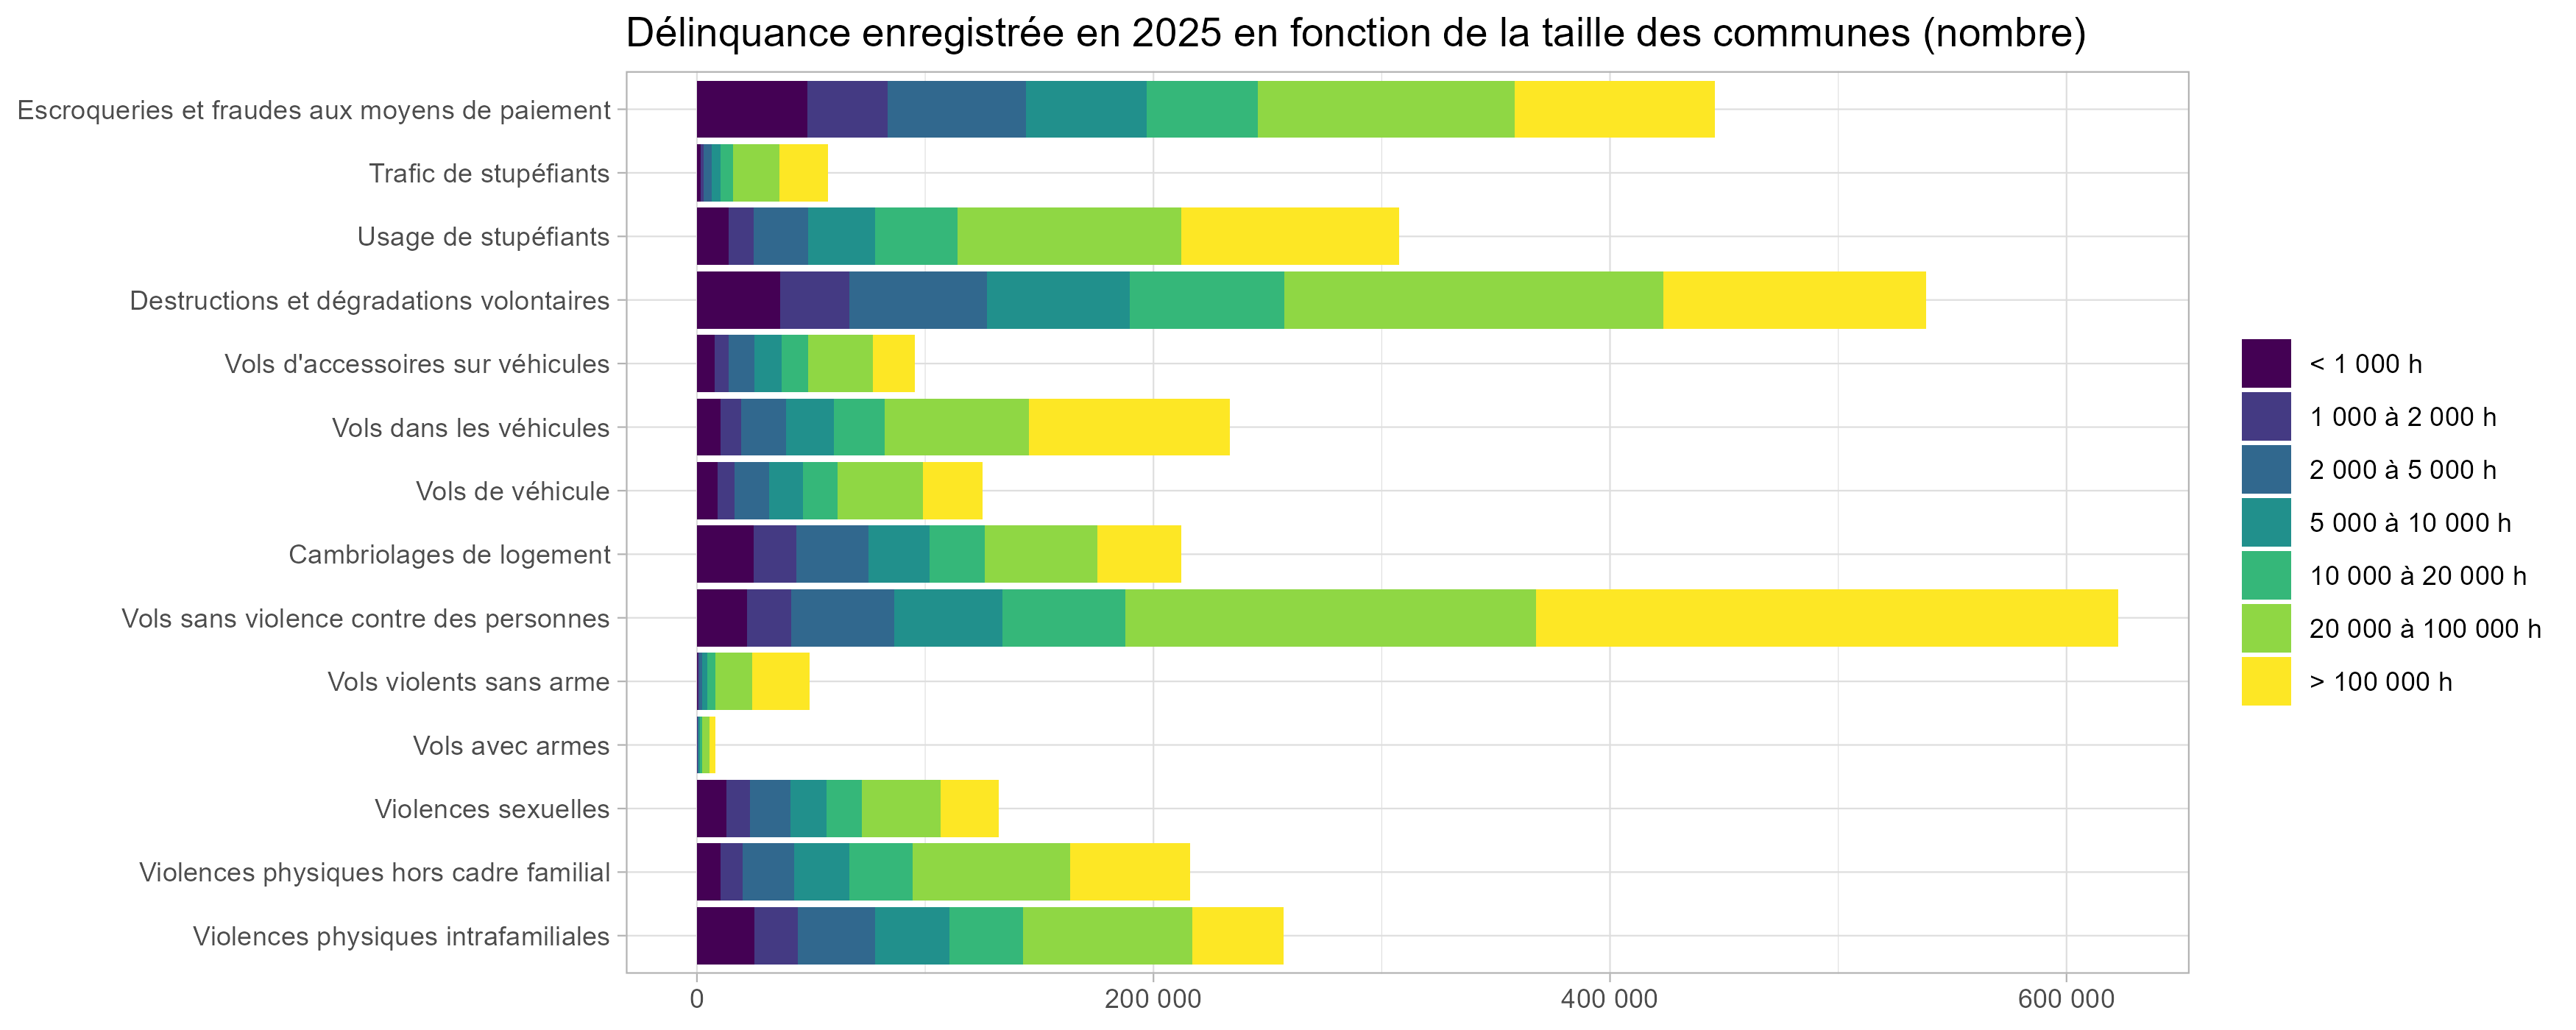 Délinquance enregistrée en 2025 en fonction de la taille des communes (nombre)
Escroqueries et fraudes aux moyens de paiement
Trafic de stupéfiants
Usage de stupéfiants
Destructions et dégradations volontaires
Vols d'accessoires sur véhicules
Vols dans les véhicules
Vols de véhicule
Cambriolages de logement
Vols sans violence contre des personnes
Vols violents sans arme
Vols avec armes
Violences sexuelles
Violences physiques hors cadre familial
Violences physiques intrafamiliales
0
200 000
400 000
600 000
< 1 000 h
1 000 à 2 000 h
2 000 à 5 000 h
5 000 à 10 000 h
10 000 à 20 000 h
20 000 à 100 000 h
> 100 000 h